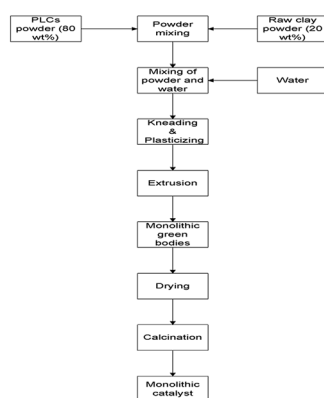 PLCs
powder (80
wt%)
Powder
mixing
Raw clay
powder (20
wt%)
Mixing of
powder and
water
Water
Kneading
&
Plasticizing
Extrusion
Monolithic
green
bodies
Drying
Calcination
Monolithic
catalyst